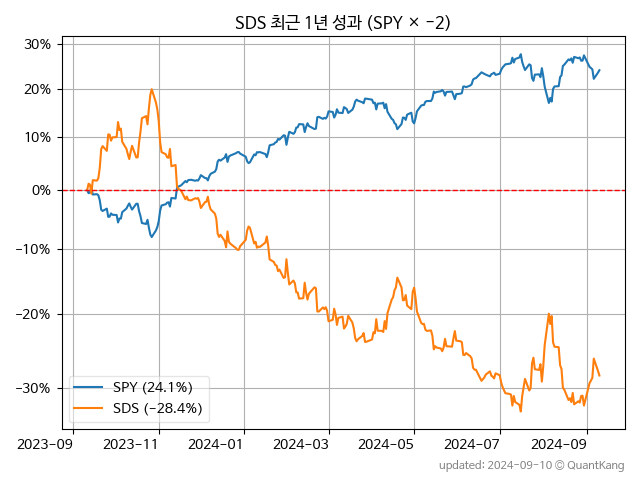 SDS 최근 1년 성과 (SPY × −2)
30%
20%
10%
0%
−10%
−20%
−30%
SPY (24.1%)
SDS (−28.4%)
2023-09 2023-11 2024-01 2024-03 2024-05 2024-07 2024-09
updated: 2024-09-10 © QuantKang